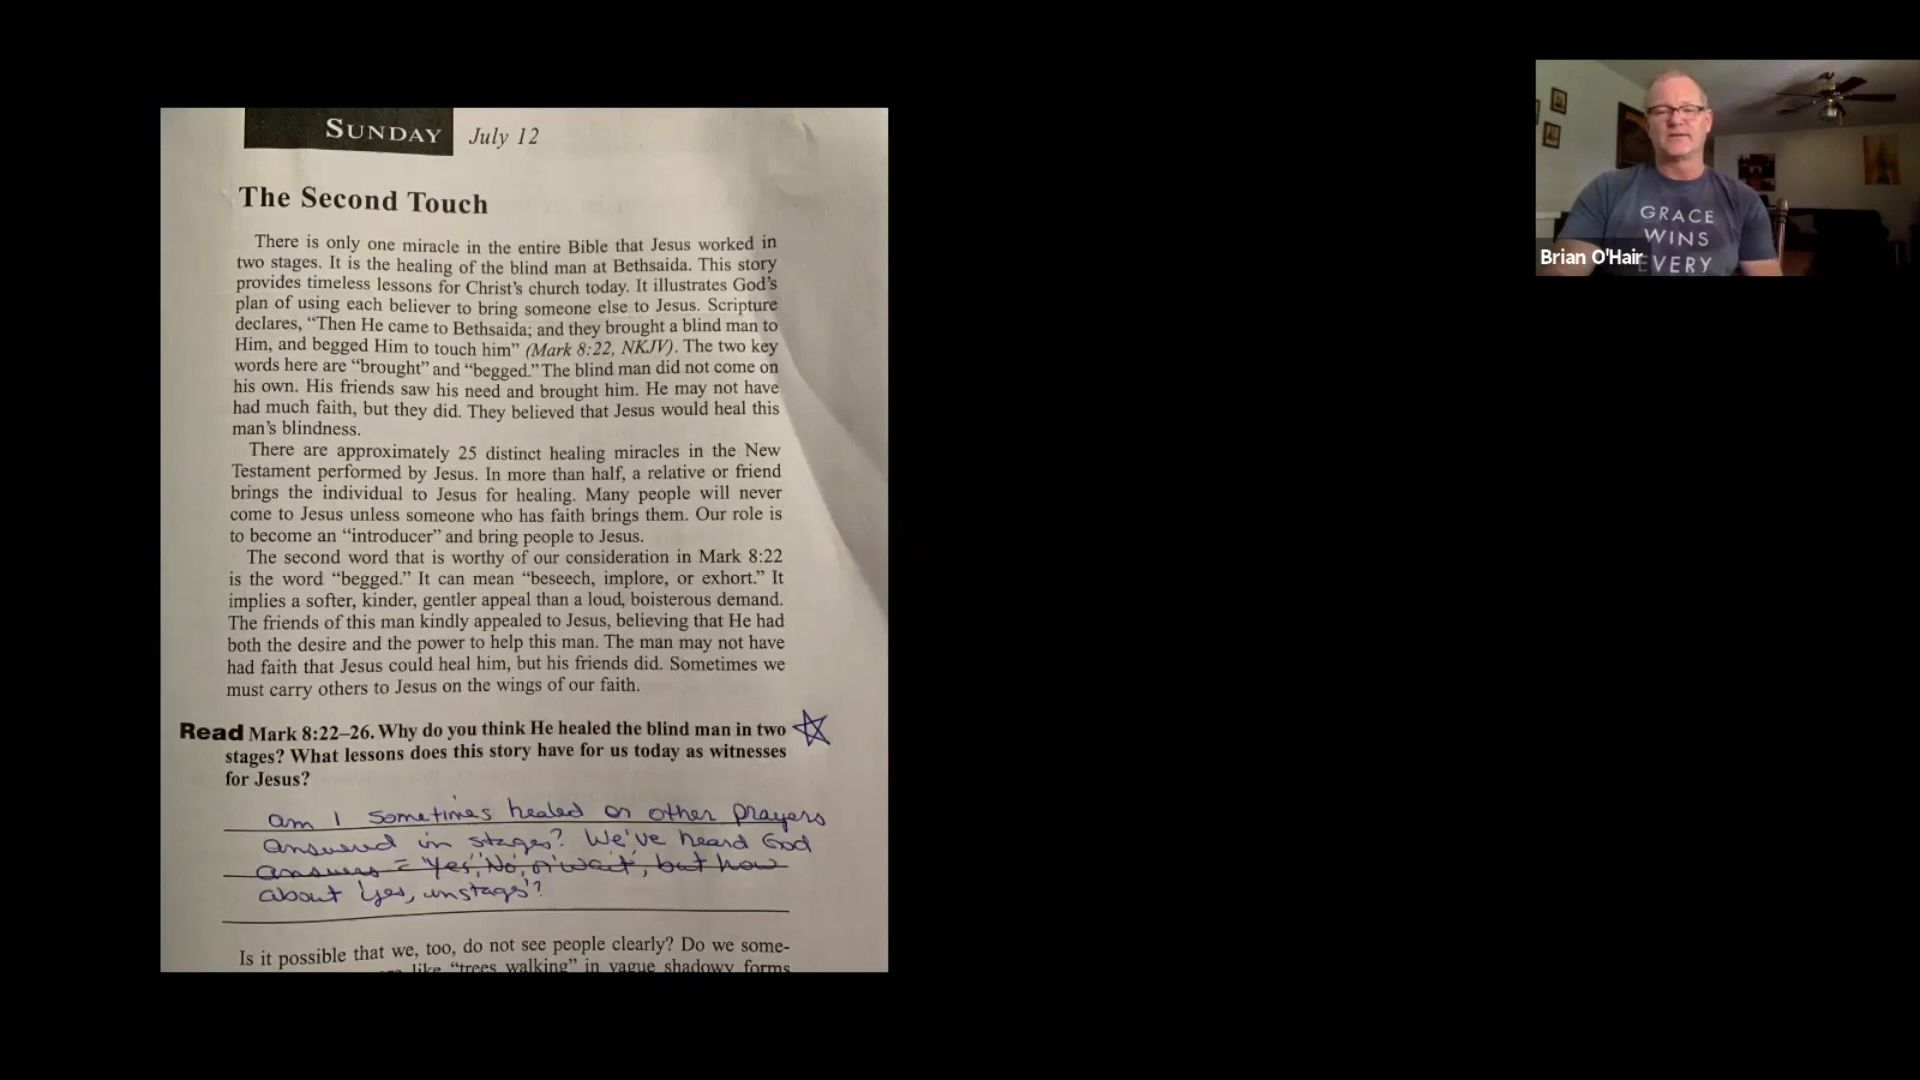 SUNDAY July 12
The Second Touch
There is only one miracle in the entire Bible that Jesus worked in
two stages. It is the healing of the blind man at Bethsaida. This story
provides timeless lessons for Christ's church today. It illustrates God's
plan of using each believer to bring someone else to Jesus. Scripture
declares, “Then He came to Bethsaida; and they brought a blind man to
Him, and begged Him to touch him” (Mark 8:22, NKJV). The two key
words here are “brought” and “begged.” The blind man did not come on
his own. His friends saw his need and brought him. He may not have
had much faith, but they did. They believed that Jesus would heal this
man's blindness.
There are approximately 25 distinct healing miracles in the New
Testament performed by Jesus. In more than half, a relative or friend
brings the individual to Jesus for healing. Many people will never
come to Jesus unless someone who has faith brings them. Our role is
to become an “introducer” and bring people to Jesus.
The second word that is worthy of our consideration in Mark 8:22
is the word “begged.” It can mean “beseech, implore, or exhort.” It
implies a softer, kinder, gentler appeal than a loud, boisterous demand.
The friends of this man kindly appealed to Jesus, believing that He had
both the desire and the power to help this man. The man may not have
had faith that Jesus could heal him, but his friends did. Sometimes we
must carry others to Jesus on the wings of our faith.
Read Mark 8:22–26. Why do you think He healed the blind man in two
stages? What lessons does this story have for us today as witnesses
for Jesus?
am I sometimes healed or other prayers
answered in stages? We've heard God
answers = "Yes", "No", or "wait", but how
about 'Yes, in stages'?
Is it possible that we, too, do not see people clearly? Do we some-
like “trees walking” in vague shadowy forms
GRACE
WINS
EVERY
Brian O'Hair